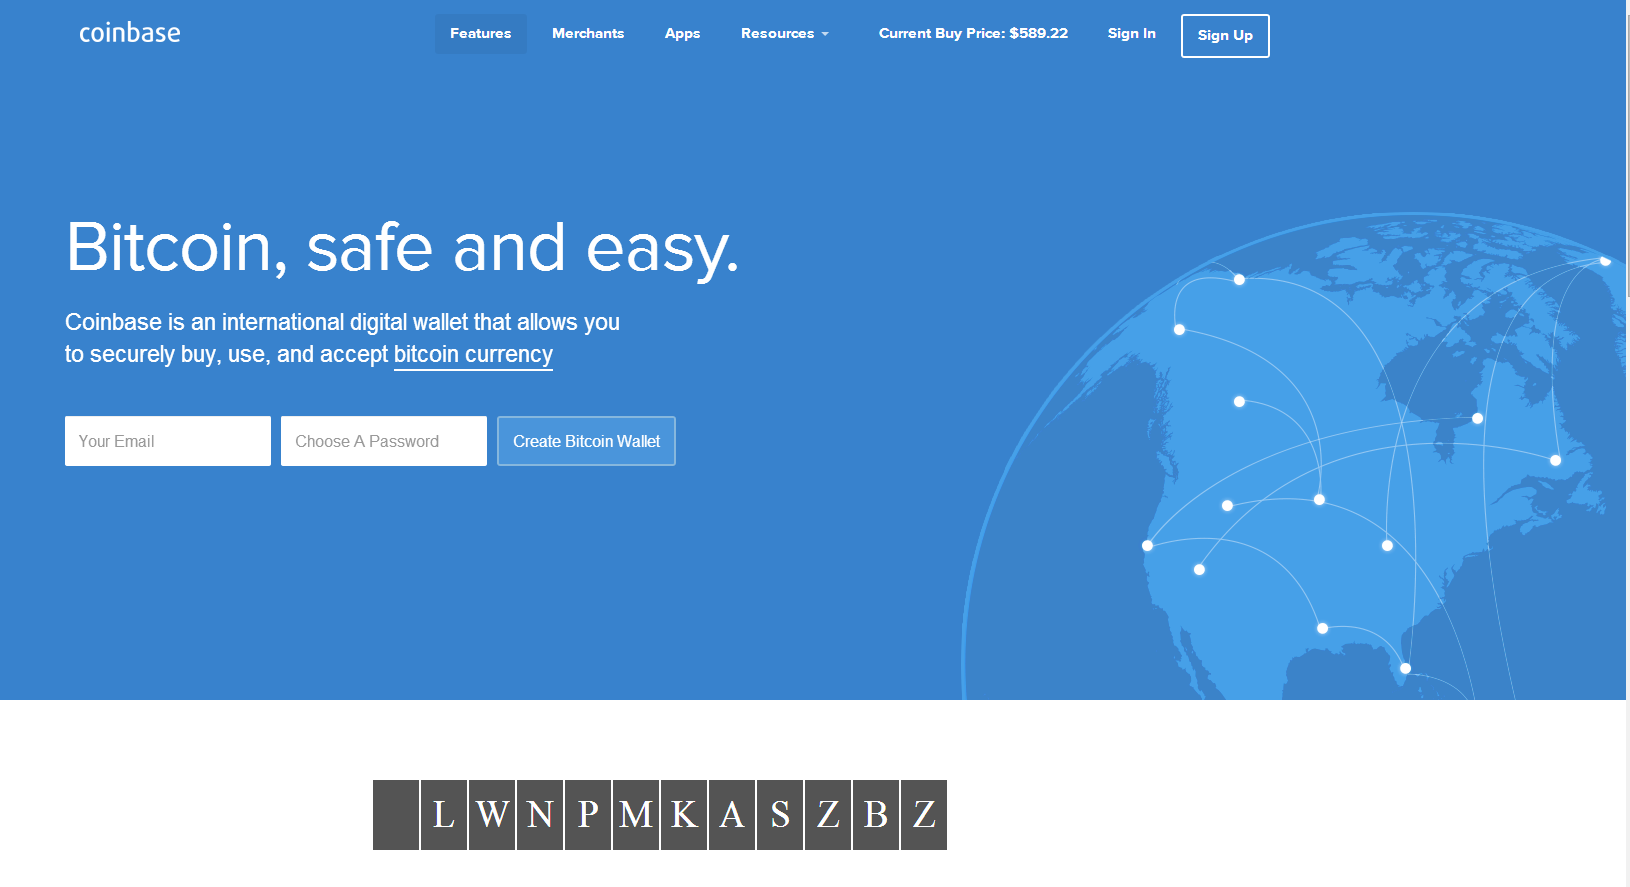 coinbase
Features Merchants Apps Resources Current Buy Price: $589.22 Sign In Sign Up
Bitcoin, safe and easy.
Coinbase is an international digital wallet that allows you
to securely buy, use, and accept bitcoin currency
Your Email Choose A Password Create Bitcoin Wallet
L W N P M K A S Z B Z